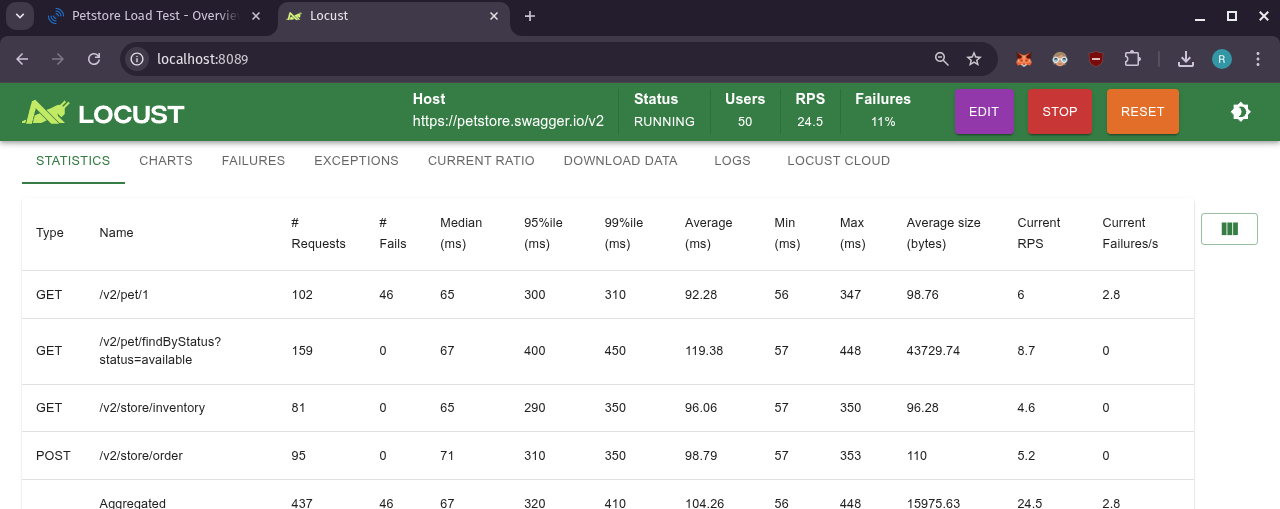 Petstore Load Test - Overvie
Locust
localhost:8089
R
LOCUST
Host
https://petstore.swagger.io/v2
Status
RUNNING
Users
50
RPS
24.5
Failures
11%
EDIT
STOP
RESET
STATISTICS CHARTS FAILURES EXCEPTIONS CURRENT RATIO DOWNLOAD DATA LOGS LOCUST CLOUD
Type Name # Requests # Fails Median (ms) 95%ile (ms) 99%ile (ms) Average (ms) Min (ms) Max (ms) Average size (bytes) Current RPS Current Failures/s
GET /v2/pet/1 102 46 65 300 310 92.28 56 347 98.76 6 2.8
GET /v2/pet/findByStatus?status=available 159 0 67 400 450 119.38 57 448 43729.74 8.7 0
GET /v2/store/inventory 81 0 65 290 350 96.06 57 350 96.28 4.6 0
POST /v2/store/order 95 0 71 310 350 98.79 57 353 110 5.2 0
Aggregated 437 46 67 320 410 104.26 56 448 15975.63 24.5 2.8